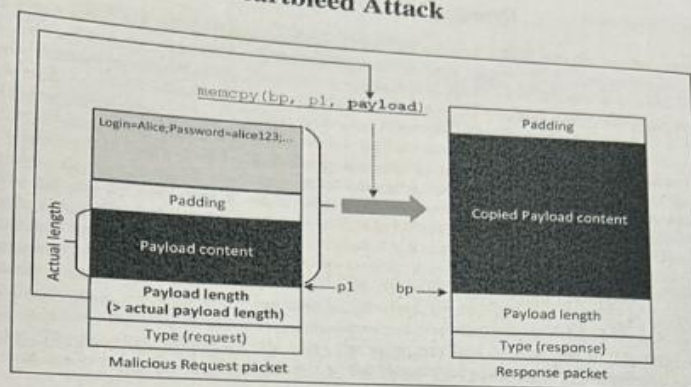 Attack
memcpy(bp, pl, payload)
Login=Alice;Password=alice123;...
Padding
Actual length
Payload content
pl
Payload length
(> actual payload length)
Type (request)
Malicious Request packet
Padding
Copied Payload content
bp
Payload length
Type (response)
Response packet